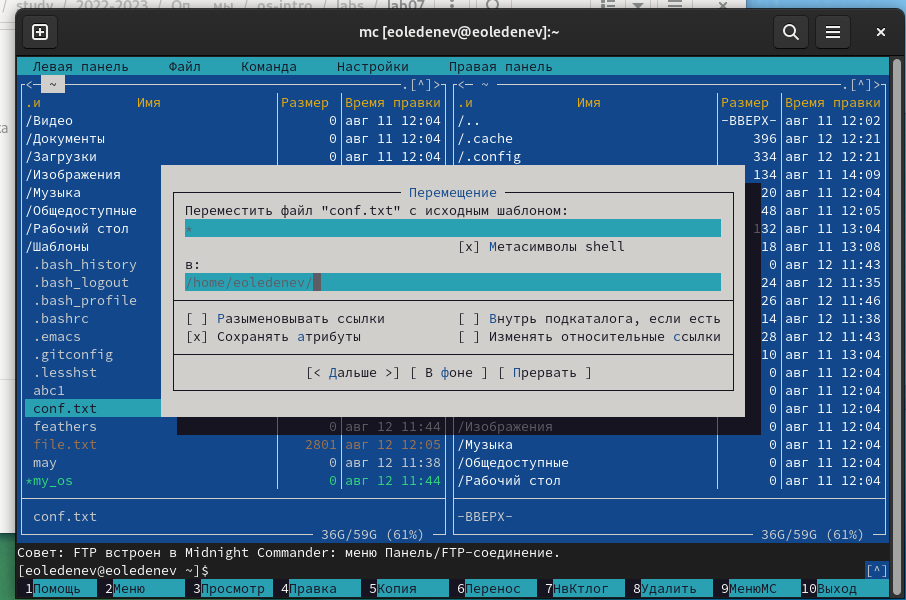 study / 2022-2023 / Оп мы / os-intro / labs / lab07
mc [eoledenev@eoledenev]:~
Левая панель Файл Команда Настройки Правая панель
<─ ~ .[^]> <─ ~ .[^]>
.и Имя Размер Время правки .и Имя Размер Время правки
/Видео 0 авг 11 12:04 /.. -ВВЕРХ- авг 11 12:02
/Документы 0 авг 11 12:04 /.cache 396 авг 12 12:21
/Загрузки 0 авг 11 12:04 /.config 334 авг 12 12:21
/Изображения 134 авг 11 14:09
/Музыка 20 авг 11 12:04
/Общедоступные 48 авг 11 12:05
/Рабочий стол 132 авг 11 13:04
/Шаблоны 18 авг 11 13:08
.bash_history 0 авг 12 11:43
.bash_logout 24 авг 12 11:35
.bash_profile 26 авг 12 11:46
.bashrc 14 авг 12 11:38
.emacs 28 авг 12 11:43
.gitconfig 10 авг 11 13:04
.lesshst 0 авг 11 12:04
abc1 0 авг 11 12:04
conf.txt 0 авг 11 12:04
Перемещение
Переместить файл "conf.txt" с исходным шаблоном:
*
[x] Метасимволы shell
в:
/home/eoledenev/
[ ] Разыменовывать ссылки [ ] Внутрь подкаталога, если есть
[x] Сохранять атрибуты [ ] Изменять относительные ссылки
[< Дальше >] [ В фоне ] [ Прервать ]
feathers 0 авг 12 11:44 /Изображения 0 авг 11 12:04
file.txt 2801 авг 12 12:05 /Музыка 0 авг 11 12:04
may 0 авг 12 11:38 /Общедоступные 0 авг 11 12:04
*my_os 0 авг 12 11:44 /Рабочий стол 0 авг 11 12:04
conf.txt -ВВЕРХ-
36G/59G (61%) 36G/59G (61%)
Совет: FTP встроен в Midnight Commander: меню Панель/FTP-соединение.
[eoledenev@eoledenev ~]$ [^]
1Помощь 2Меню 3Просмотр 4Правка 5Копия 6Перенос 7НвКтлог 8Удалить 9МенюMC 10Выход